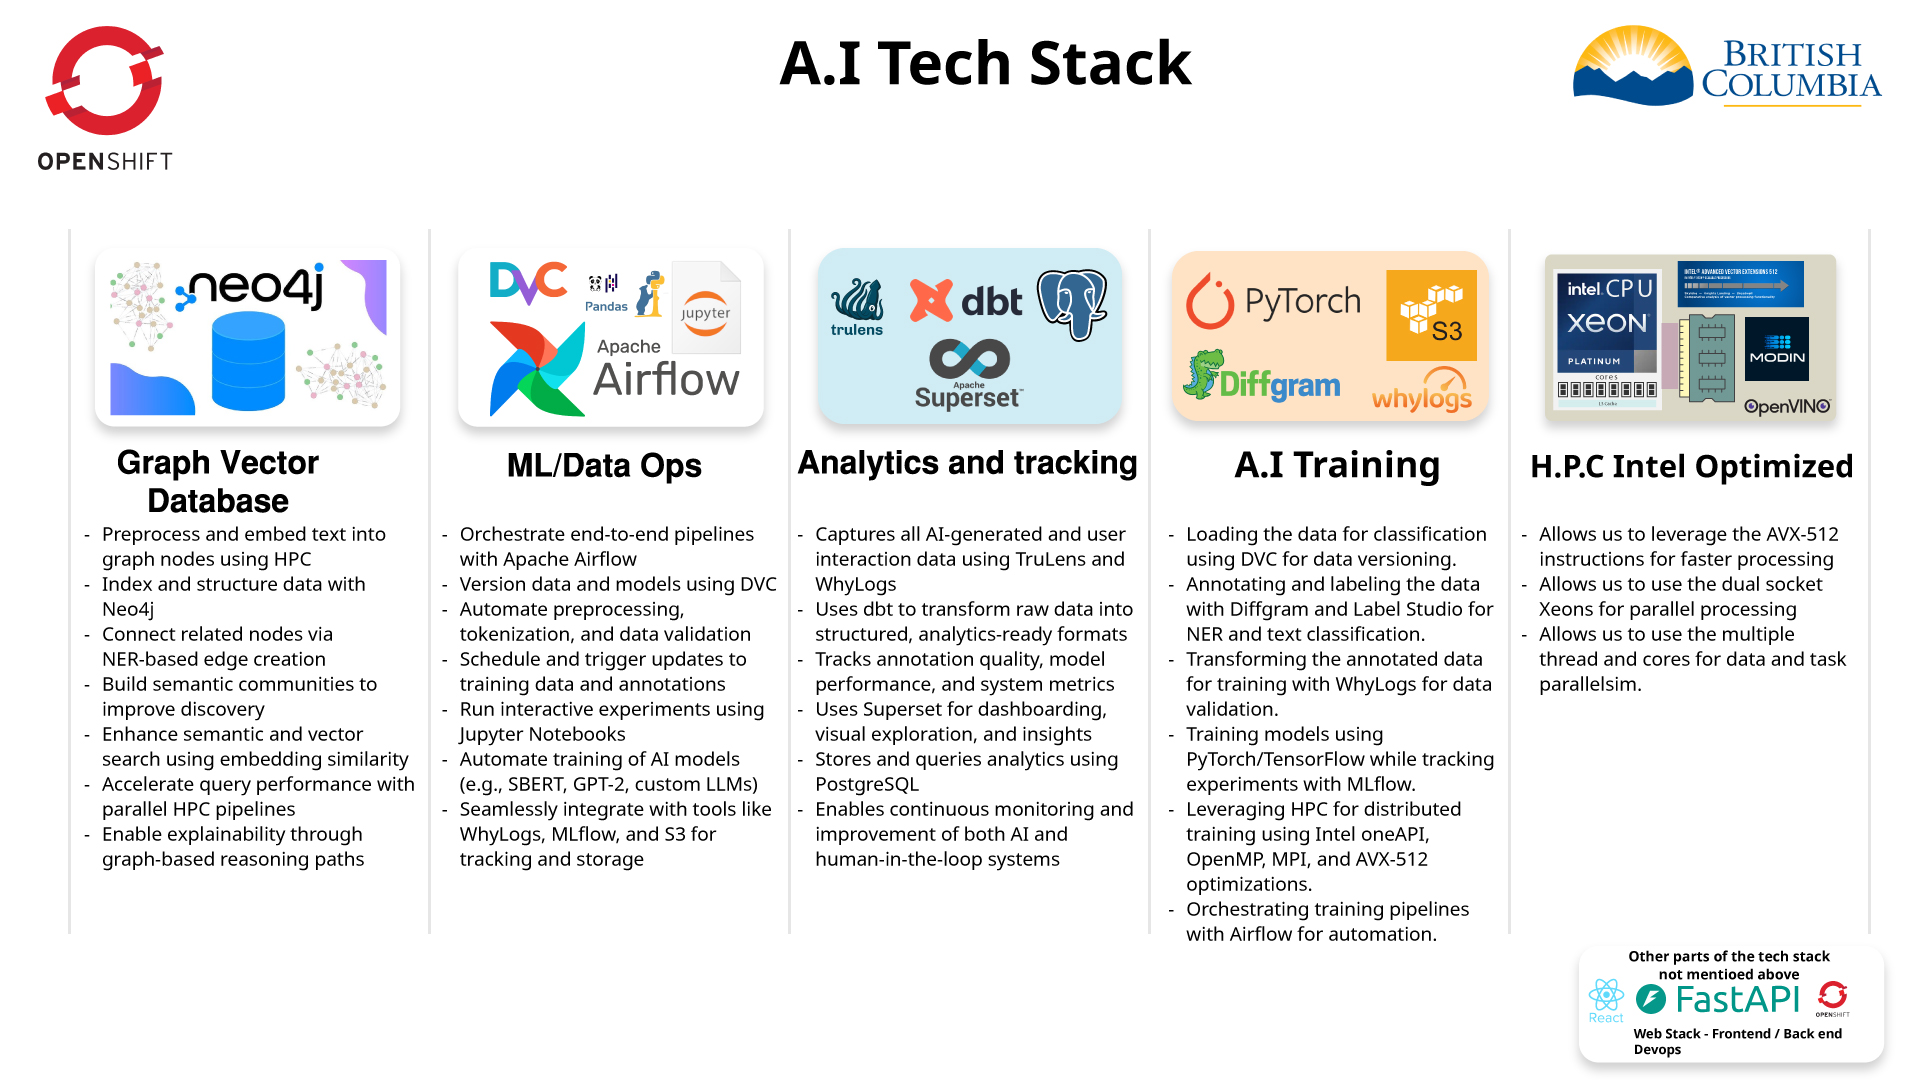 A.I Tech Stack
OPENSHIFT
BRITISH
COLUMBIA
neo4j
Graph Vector
Database
- Preprocess and embed text into
graph nodes using HPC
- Index and structure data with
Neo4j
- Connect related nodes via
NER-based edge creation
- Build semantic communities to
improve discovery
- Enhance semantic and vector
search using embedding similarity
- Accelerate query performance with
parallel HPC pipelines
- Enable explainability through
graph-based reasoning paths
DVC
Pandas
jupyter
Apache
Airflow
ML/Data Ops
- Orchestrate end-to-end pipelines
with Apache Airflow
- Version data and models using DVC
- Automate preprocessing,
tokenization, and data validation
- Schedule and trigger updates to
training data and annotations
- Run interactive experiments using
Jupyter Notebooks
- Automate training of AI models
(e.g., SBERT, GPT-2, custom LLMs)
- Seamlessly integrate with tools like
WhyLogs, MLflow, and S3 for
tracking and storage
trulens
dbt
Apache
Superset™
Analytics and tracking
- Captures all AI-generated and user
interaction data using TruLens and
WhyLogs
- Uses dbt to transform raw data into
structured, analytics-ready formats
- Tracks annotation quality, model
performance, and system metrics
- Uses Superset for dashboarding,
visual exploration, and insights
- Stores and queries analytics using
PostgreSQL
- Enables continuous monitoring and
improvement of both AI and
human-in-the-loop systems
PyTorch
S3
Diffgram
whylogs
A.I Training
- Loading the data for classification
using DVC for data versioning.
- Annotating and labeling the data
with Diffgram and Label Studio for
NER and text classification.
- Transforming the annotated data
for training with WhyLogs for data
validation.
- Training models using
PyTorch/TensorFlow while tracking
experiments with MLflow.
- Leveraging HPC for distributed
training using Intel oneAPI,
OpenMP, MPI, and AVX-512
optimizations.
- Orchestrating training pipelines
with Airflow for automation.
intel. CPU
XEON
PLATINUM
cores
INTEL® ADVANCED VECTOR EXTENSIONS 512
MODIN
OpenVINO
H.P.C Intel Optimized
- Allows us to leverage the AVX-512
instructions for faster processing
- Allows us to use the dual socket
Xeons for parallel processing
- Allows us to use the multiple
thread and cores for data and task
parallelsim.
Other parts of the tech stack
not mentioed above
React
FastAPI
OPENSHIFT
Web Stack - Frontend / Back end
Devops